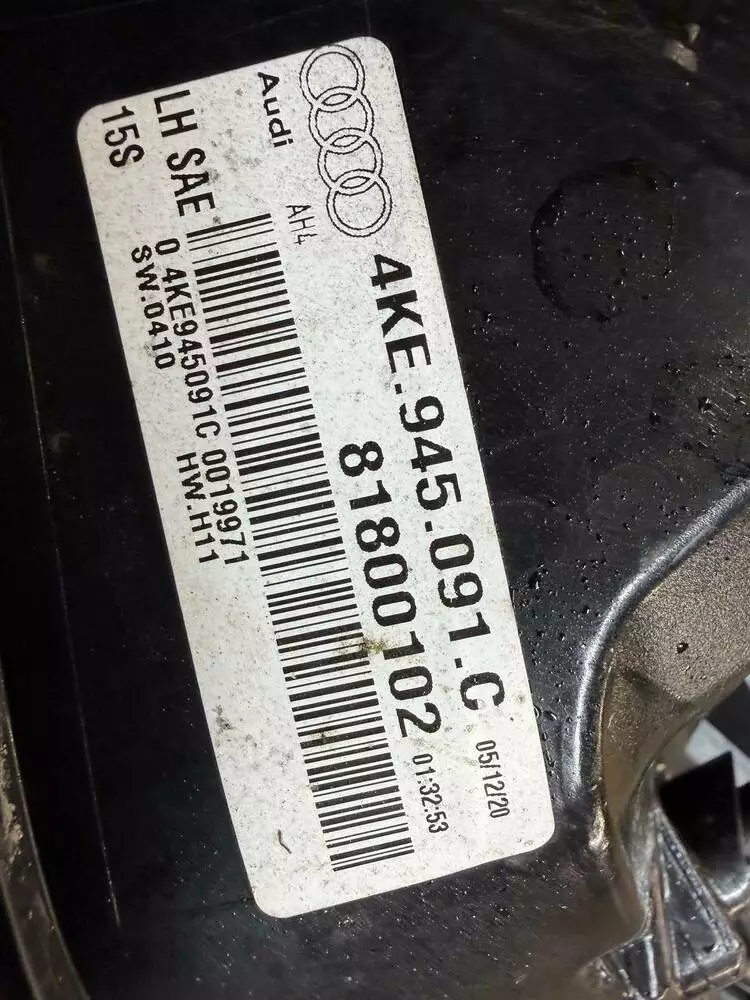 Audi
AH4
4KE.945.091.C
05/12/20
81800102
01:32:53
LH SAE
15S
0 4KE945091C 0019971
SW.0410 HW.H11